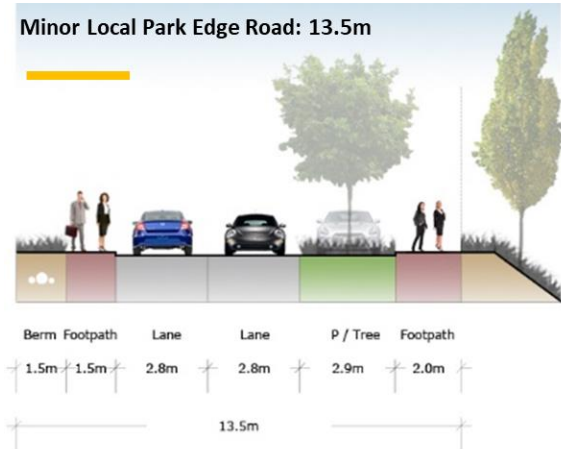 Minor Local Park Edge Road: 13.5m
Berm Footpath Lane Lane P / Tree Footpath
1.5m 1.5m 2.8m 2.8m 2.9m 2.0m
13.5m